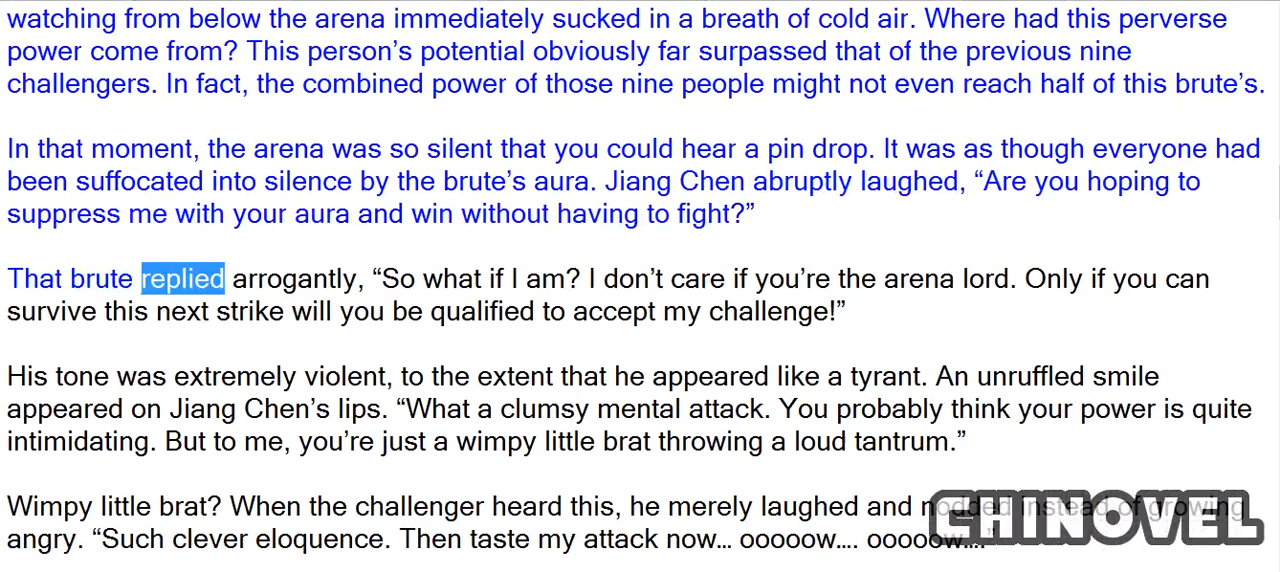 watching from below the arena immediately sucked in a breath of cold air. Where had this perverse
power come from? This person’s potential obviously far surpassed that of the previous nine
challengers. In fact, the combined power of those nine people might not even reach half of this brute’s.
In that moment, the arena was so silent that you could hear a pin drop. It was as though everyone had
been suffocated into silence by the brute’s aura. Jiang Chen abruptly laughed, “Are you hoping to
suppress me with your aura and win without having to fight?”
That brute replied arrogantly, “So what if I am? I don’t care if you’re the arena lord. Only if you can
survive this next strike will you be qualified to accept my challenge!”
His tone was extremely violent, to the extent that he appeared like a tyrant. An unruffled smile
appeared on Jiang Chen’s lips. “What a clumsy mental attack. You probably think your power is quite
intimidating. But to me, you’re just a wimpy little brat throwing a loud tantrum.”
Wimpy little brat? When the challenger heard this, he merely laughed and nodded instead of growing
angry. “Such clever eloquence. Then taste my attack now… ooooow…. ooooow….”
CHINOVEL